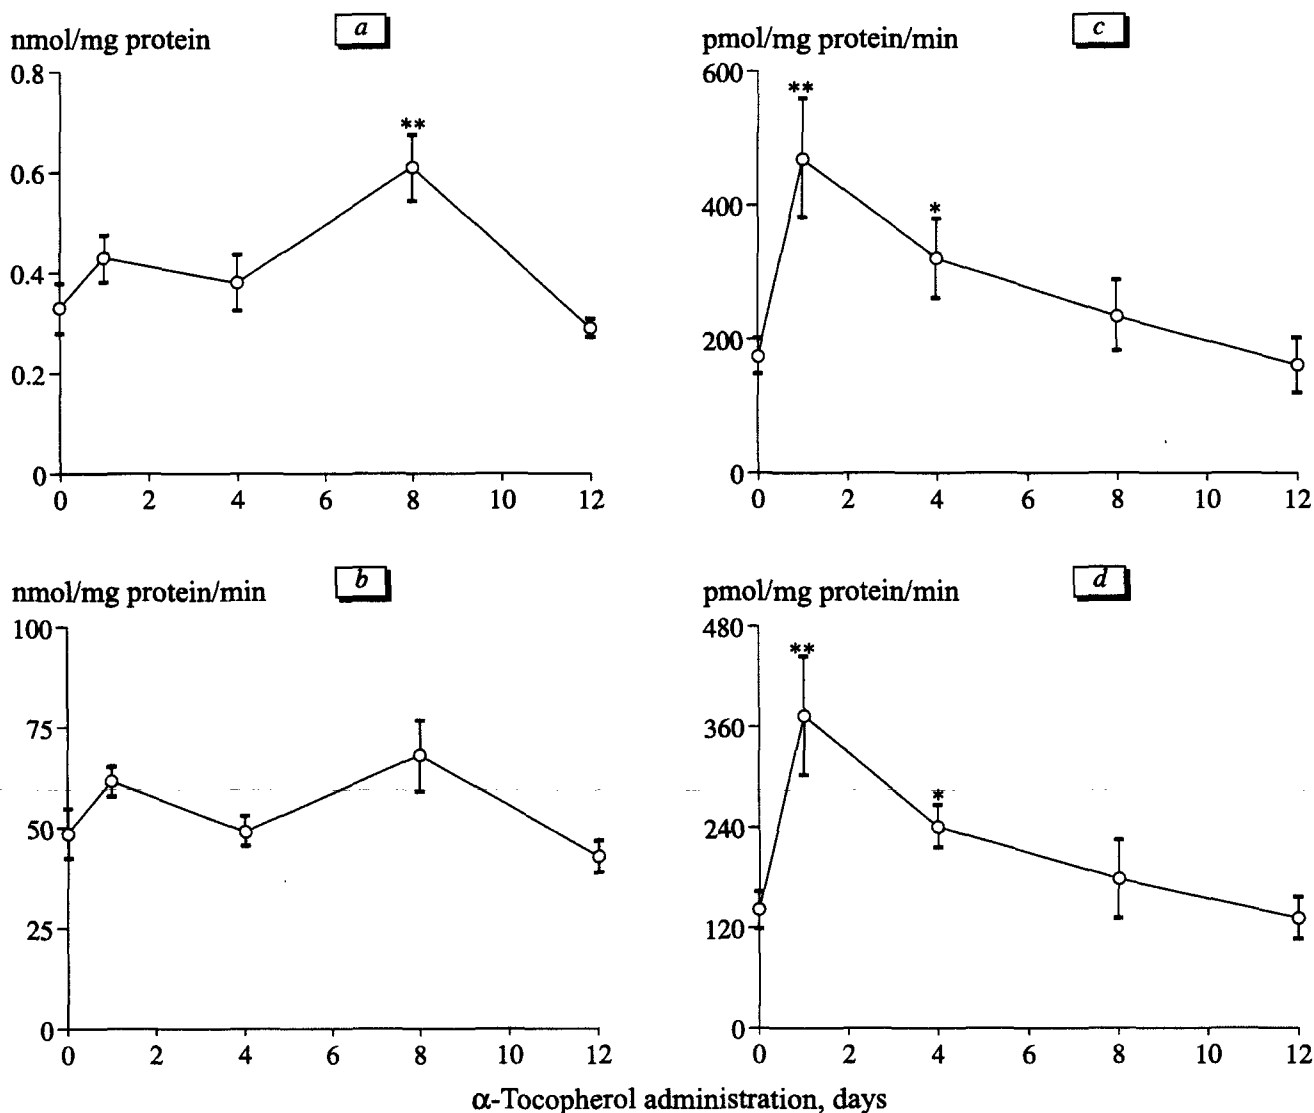 a
nmol/mg protein
0.8
0.6
0.4
0.2
0
**
0 2 4 6 8 10 12
c
pmol/mg protein/min
600
400
200
0
**
*
0 2 4 6 8 10 12
b
nmol/mg protein/min
100
75
50
25
0
0 2 4 6 8 10 12
d
pmol/mg protein/min
480
360
240
120
0
**
*
0 2 4 6 8 10 12
α-Tocopherol administration, days